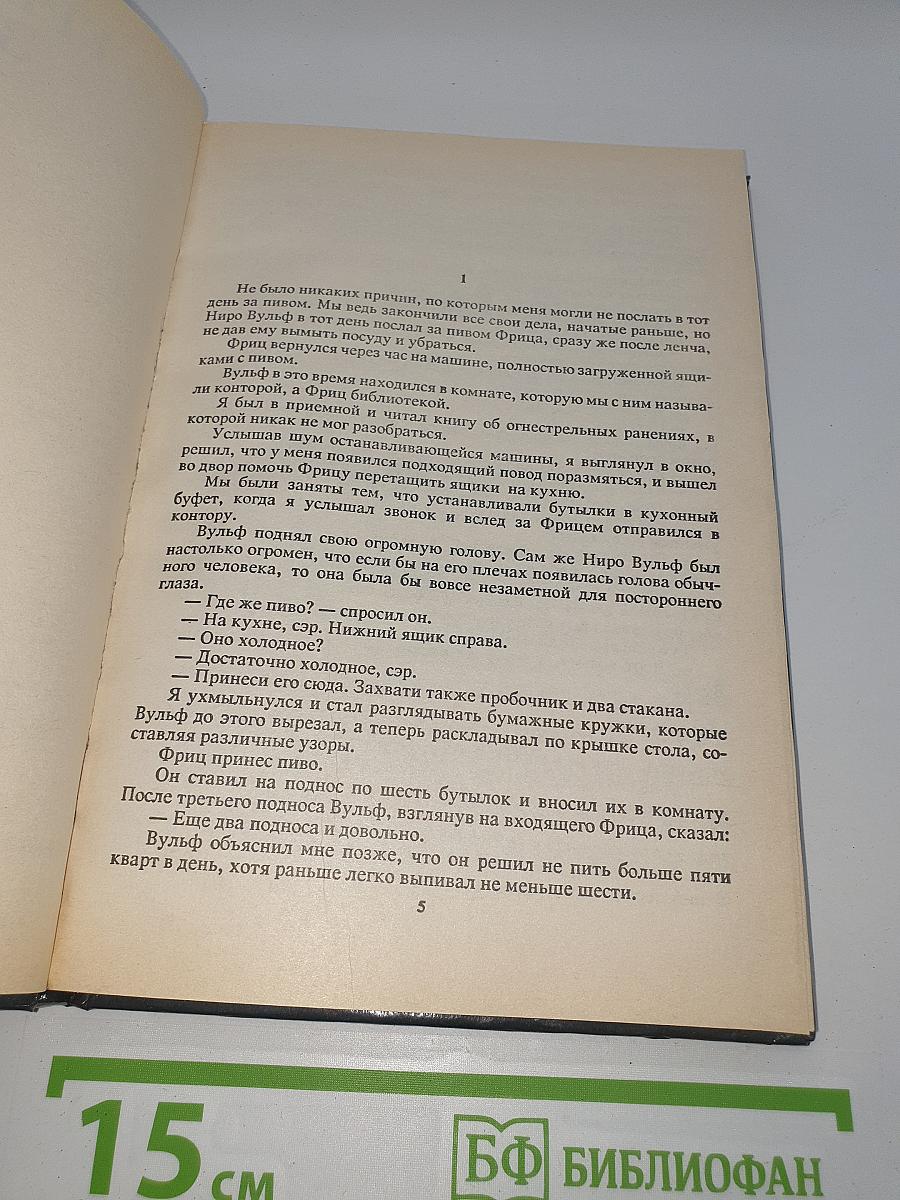 1
Не было никаких причин, по которым меня могли не послать в тот
день за пивом. Мы ведь закончили все свои дела, начатые раньше, но
Ниро Вульф в тот день послал за пивом Фрица, сразу же после ленча,
не дав ему вымыть посуду и убраться.
Фриц вернулся через час на машине, полностью загруженной ящи-
ками с пивом.
Вульф в это время находился в комнате, которую мы с ним называ-
ли конторой, а Фриц библиотекой.
Я был в приемной и читал книгу об огнестрельных ранениях, в
которой никак не мог разобраться.
Услышав шум останавливающейся машины, я выглянул в окно,
решил, что у меня появился подходящий повод поразмяться, и вышел
во двор помочь Фрицу перетащить ящики на кухню.
Мы были заняты тем, что устанавливали бутылки в кухонный
буфет, когда я услышал звонок и вслед за Фрицем отправился в
контору.
Вульф поднял свою огромную голову. Сам же Ниро Вульф был
настолько огромен, что если бы на его плечах появилась голова обыч-
ного человека, то она была бы вовсе незаметной для постороннего
глаза.
— Где же пиво? — спросил он.
— На кухне, сэр. Нижний ящик справа.
— Оно холодное?
— Достаточно холодное, сэр.
— Принеси его сюда. Захвати также пробочник и два стакана.
Я ухмыльнулся и стал разглядывать бумажные кружки, которые
Вульф до этого вырезал, а теперь раскладывал по крышке стола, со-
ставляя различные узоры.
Фриц принес пиво.
Он ставил на поднос по шесть бутылок и вносил их в комнату.
После третьего подноса Вульф, взглянув на входящего Фрица, сказал:
— Еще два подноса и довольно.
Вульф объяснил мне позже, что он решил не пить больше пяти
кварт в день, хотя раньше легко выпивал не меньше шести.
5
15 см
БФ БИБЛИОФАН